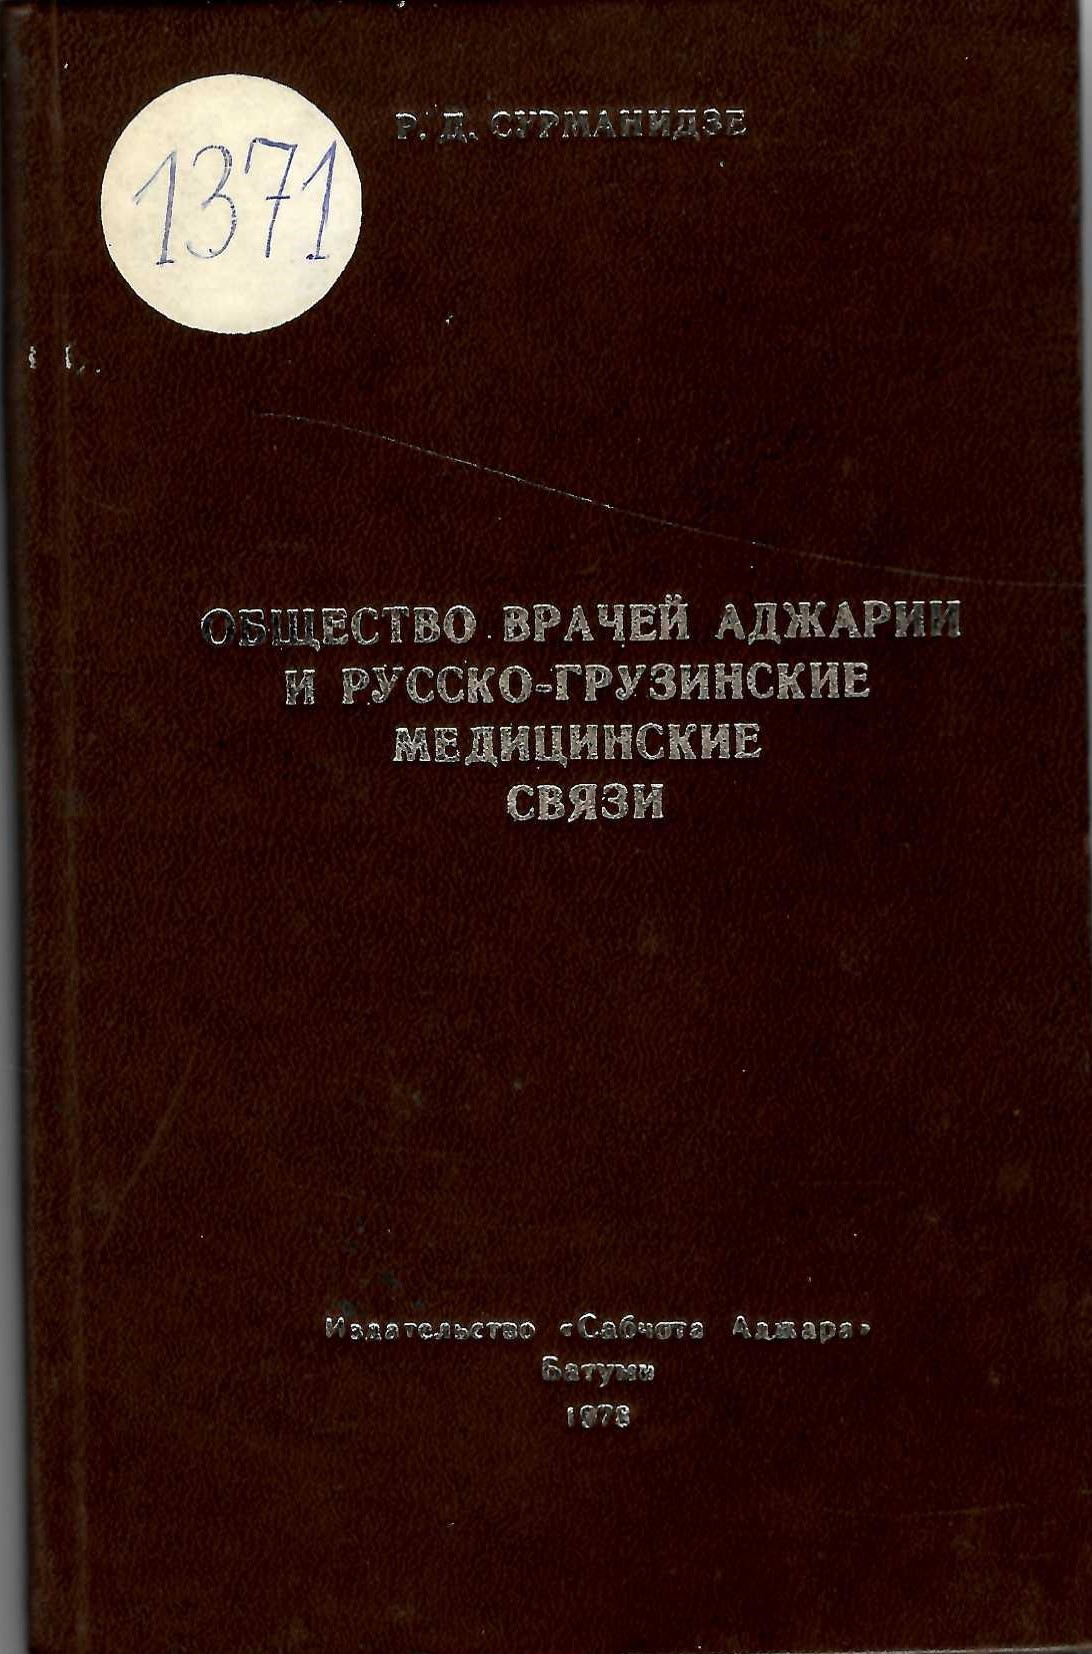 Р. Д. СУРМАНИДЗЕ
1371
ОБЩЕСТВО ВРАЧЕЙ АДЖАРИИ
И РУССКО-ГРУЗИНСКИЕ
МЕДИЦИНСКИЕ
СВЯЗИ
Издательство «Сабчота Аджара»
Батуми